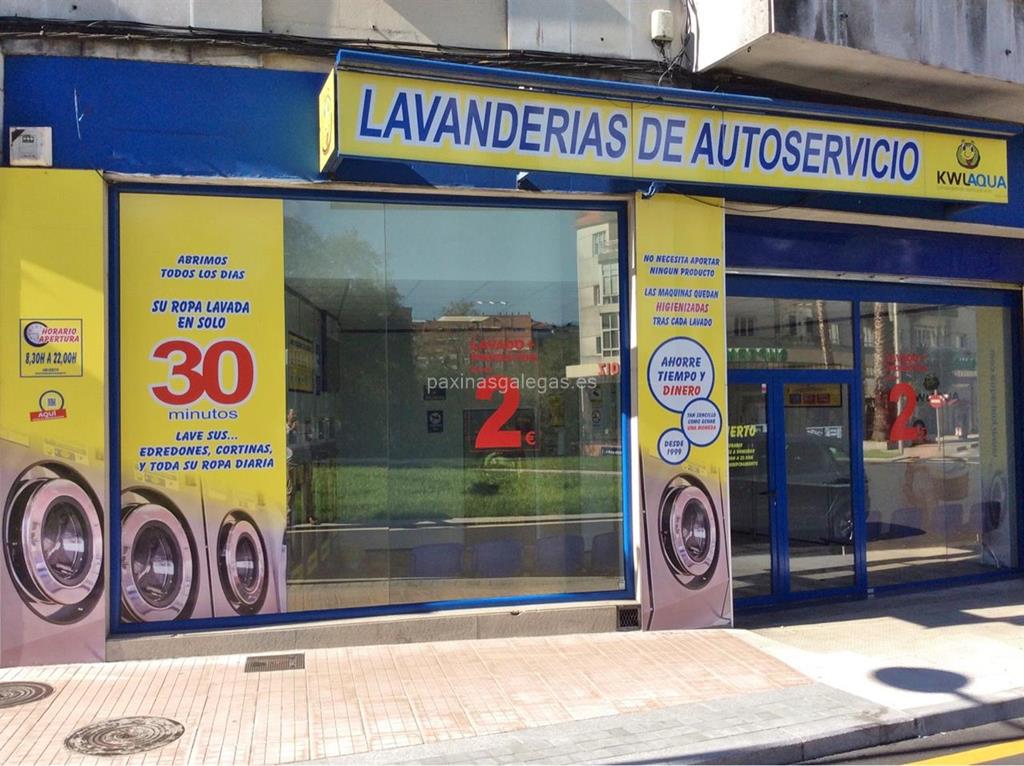 LAVANDERIAS DE AUTOSERVICIO
KWLAQUA
HORARIO
APERTURA
8,30H A 22,00H
AQUI
ABRIMOS
TODOS LOS DIAS
SU ROPA LAVADA
EN SOLO
30
minutos
LAVE SUS...
EDREDONES, CORTINAS,
Y TODA SU ROPA DIARIA
LAVADO +
2€
paxinasgalegas.es
NO NECESITA APORTAR
NINGUN PRODUCTO
LAS MAQUINAS QUEDAN
HIGIENIZADAS
TRAS CADA LAVADO
AHORRE
TIEMPO Y
DINERO
TAN SENCILLO
COMO ECHAR
UNA MONEDA
DESDE
1999
LAVADO +
2